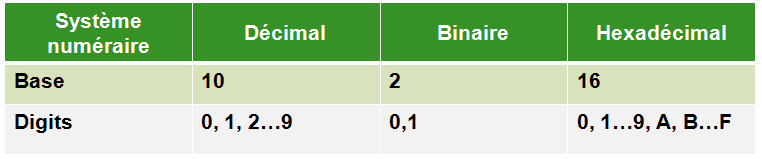 Système numéraire Décimal Binaire Hexadécimal
Base 10 2 16
Digits 0, 1, 2…9 0,1 0, 1…9, A, B…F